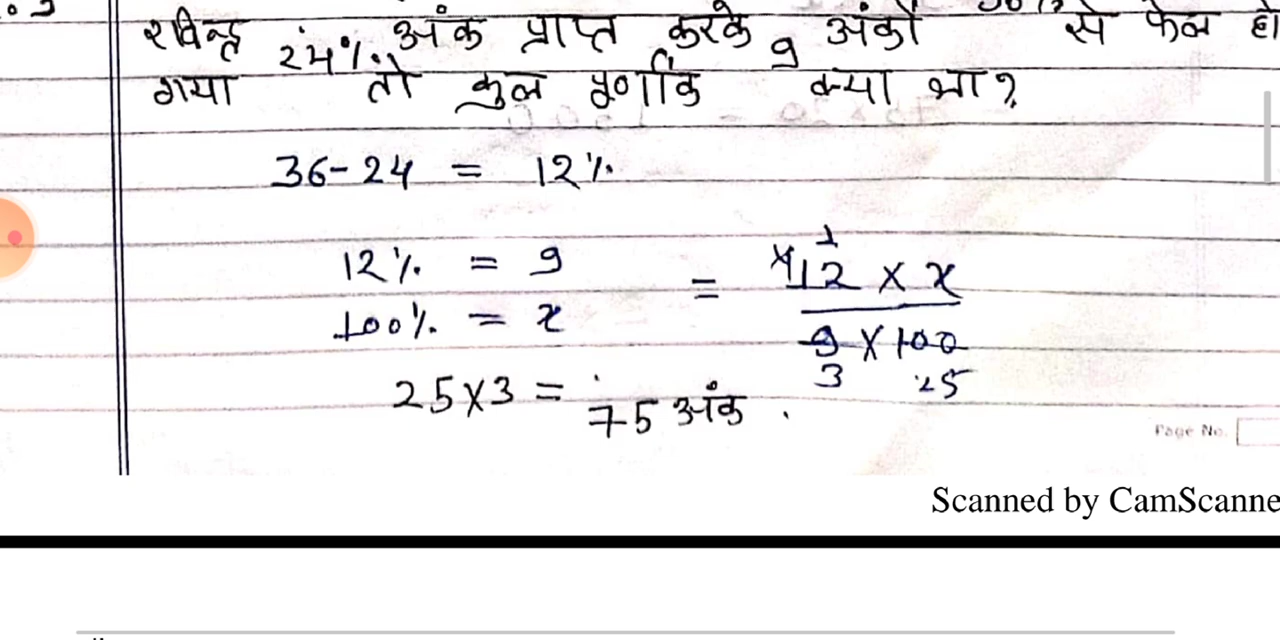 रविन्द्र 24% अंक प्राप्त करके 9 अंकों से फेल हो
गया तो कुल पूर्णांक क्या था?
36-24 = 12%
12% = 9 = 12 × x
100% = x 9×100
3 25
25×3 = 75 अंक .
Page No.
Scanned by CamScanne